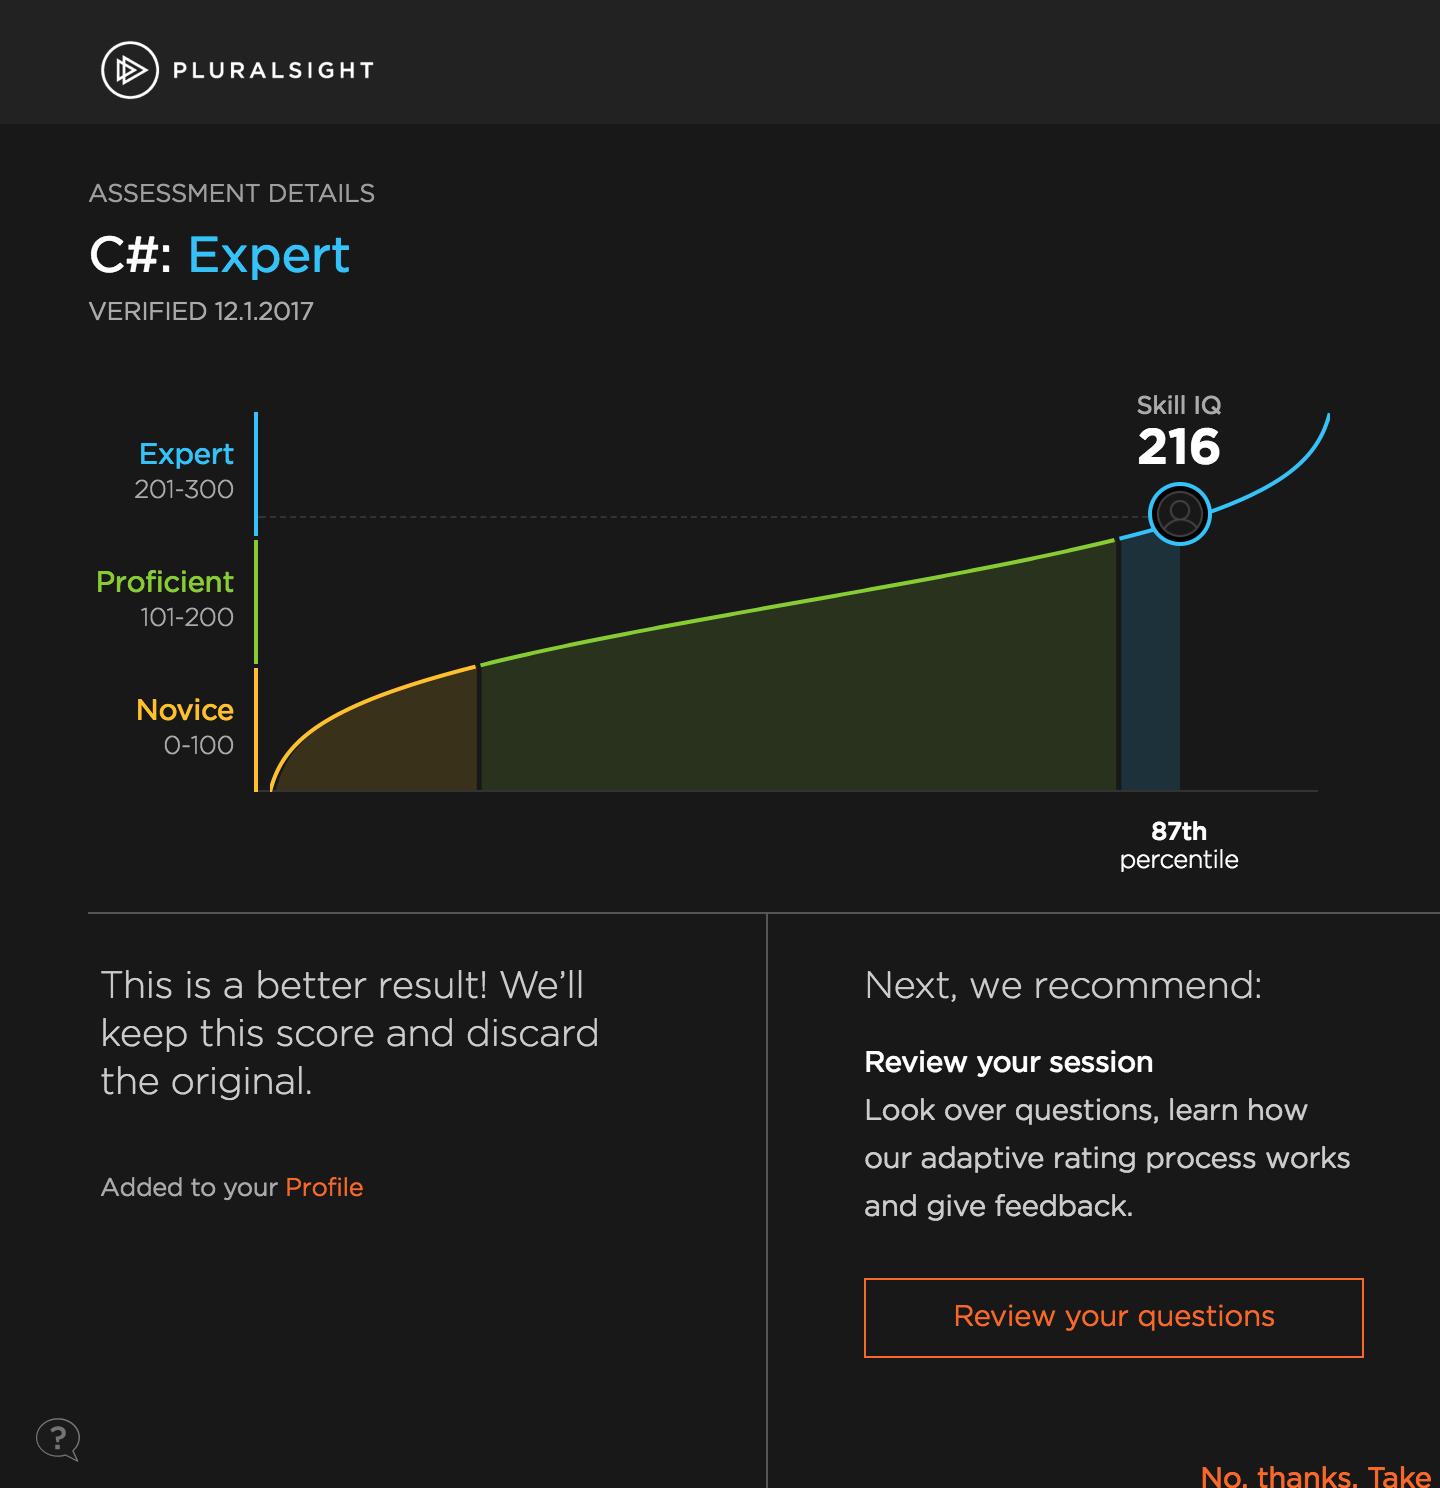 PLURALSIGHT
ASSESSMENT DETAILS
C#: Expert
VERIFIED 12.1.2017
Skill IQ
216
Expert
201-300
Proficient
101-200
Novice
0-100
87th
percentile
This is a better result! We’ll
keep this score and discard
the original.
Added to your Profile
Next, we recommend:
Review your session
Look over questions, learn how
our adaptive rating process works
and give feedback.
Review your questions
?
No, thanks. Take